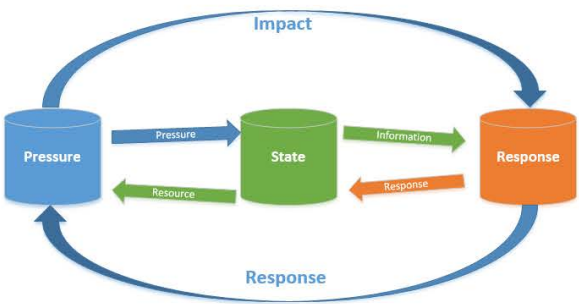 Impact
Pressure
Pressure
State
Information
Response
Resource
Response
Response